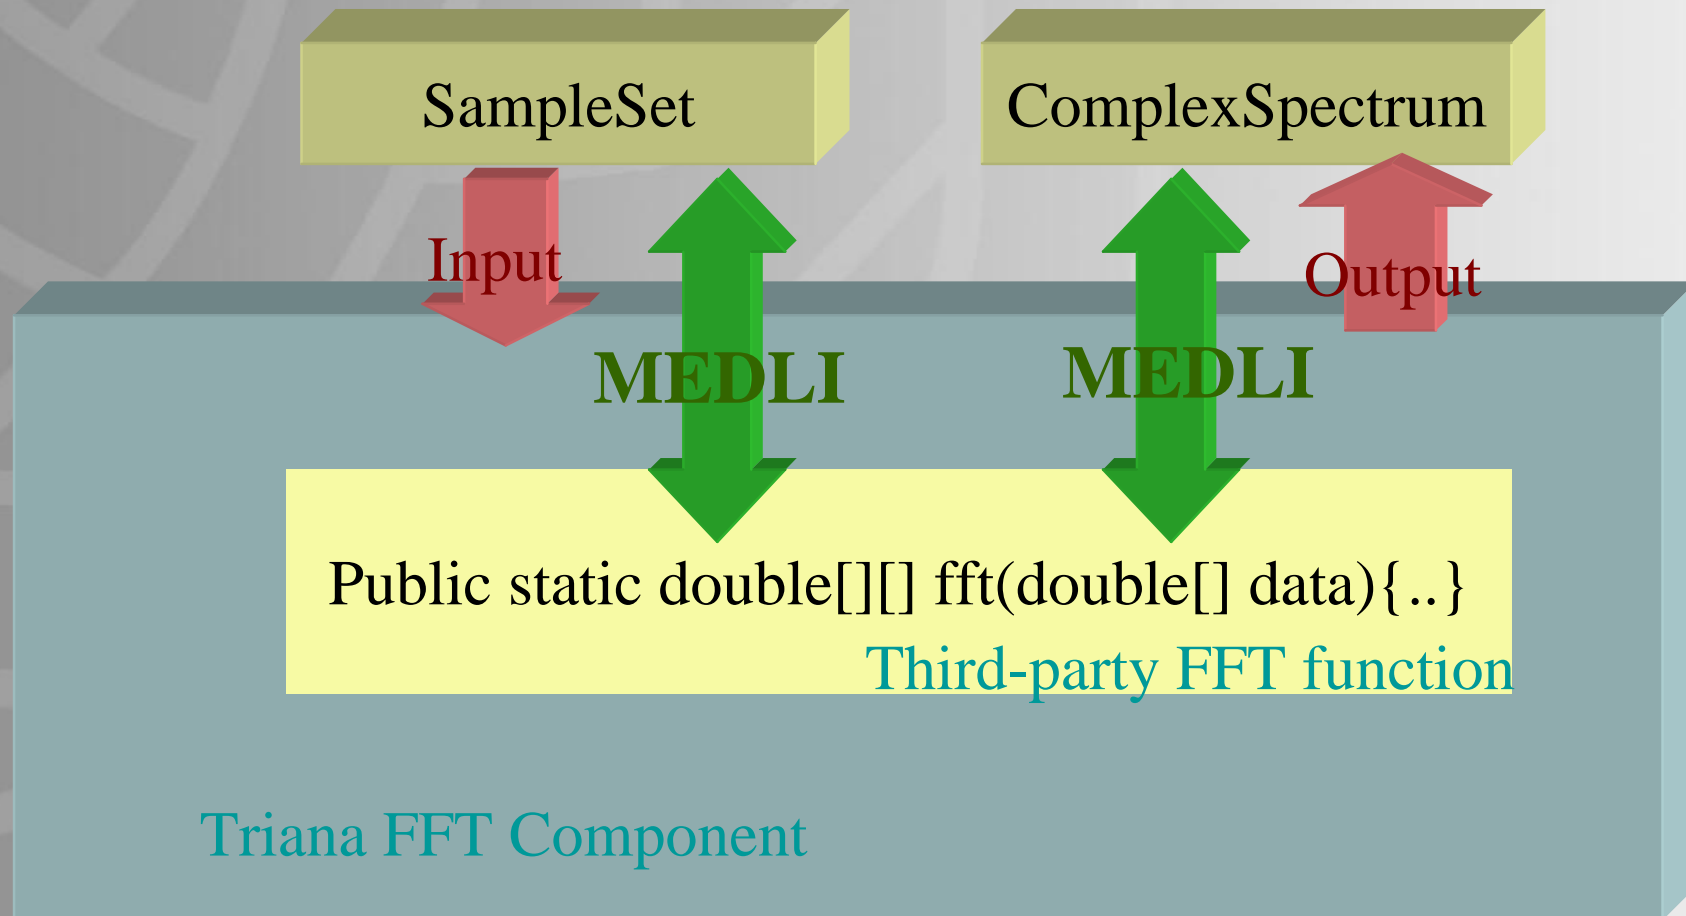 SampleSet
ComplexSpectrum
Input
Output
MEDLI
MEDLI
Public static double[][] fft(double[] data){..}
Third-party FFT function
Triana FFT Component